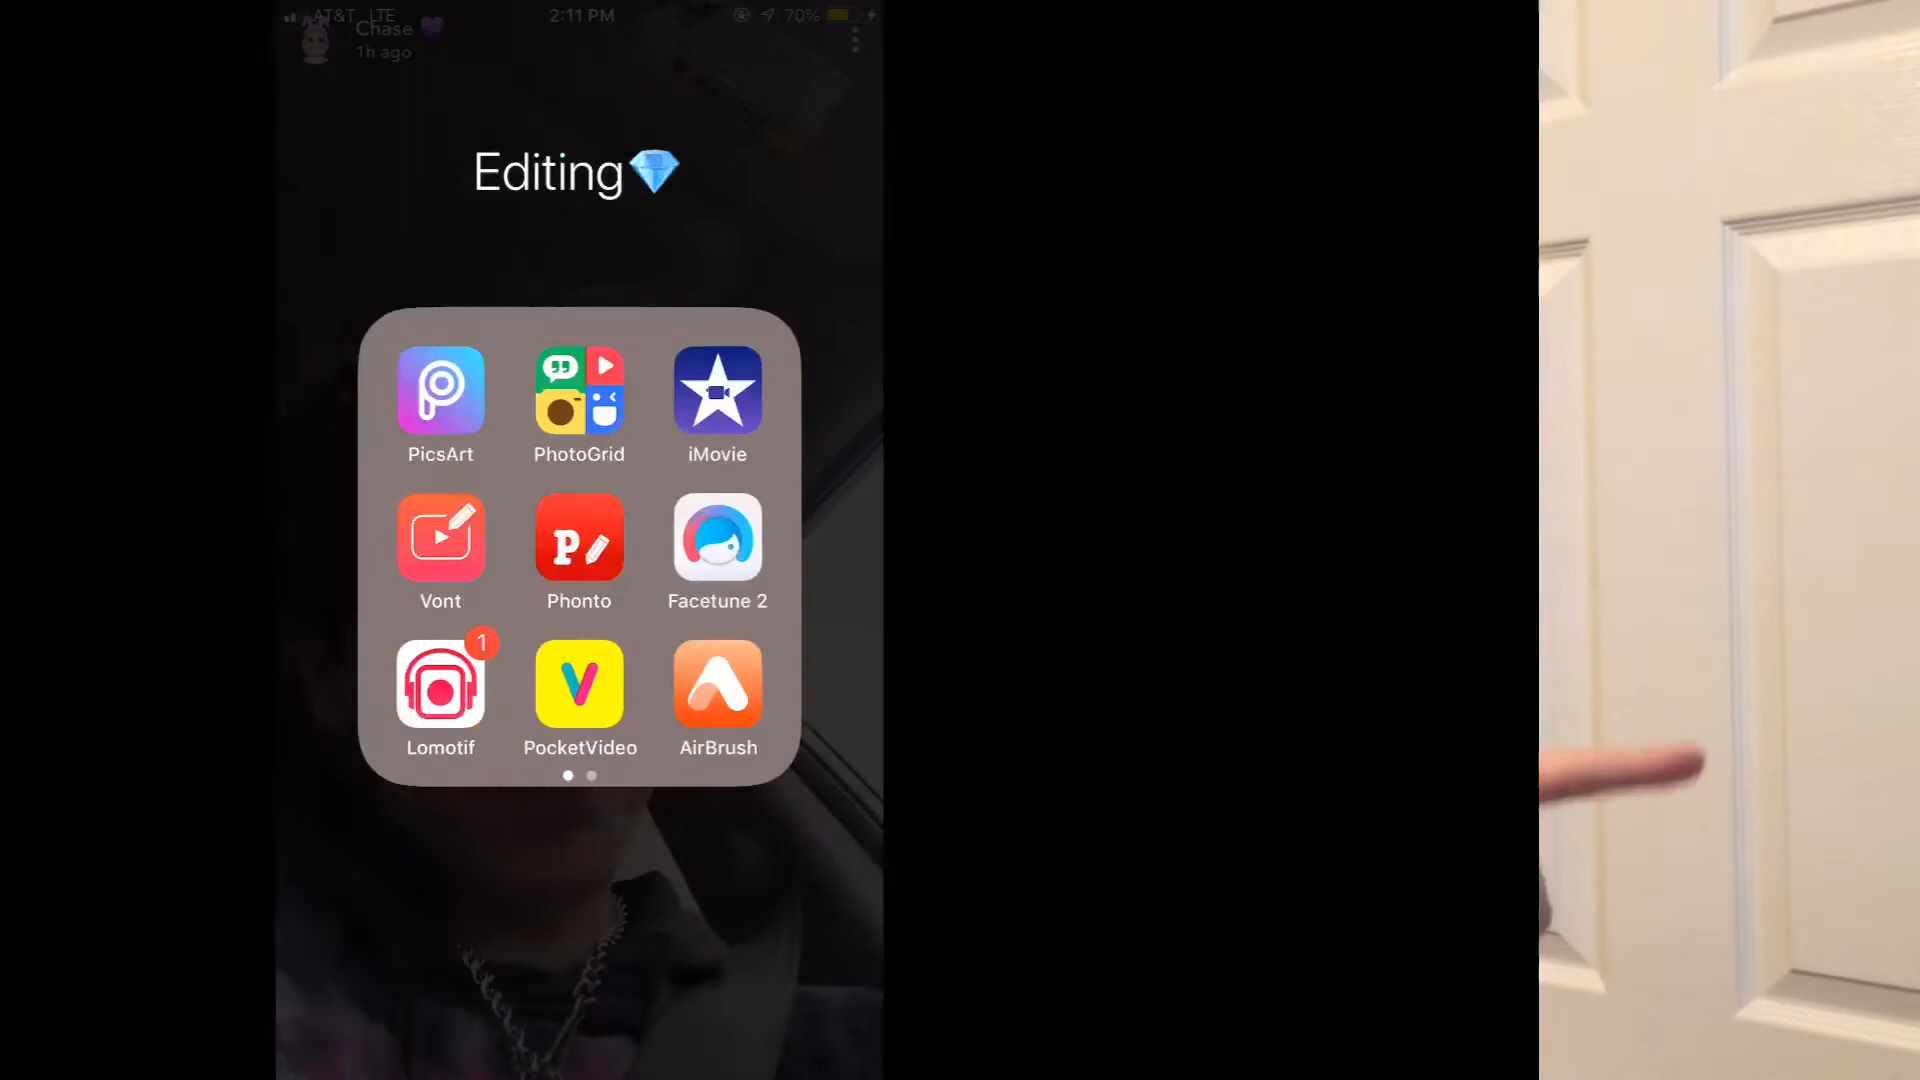 AT&T LTE 2:11 PM 70%
Chase 💜
1h ago
Editing💎
PicsArt PhotoGrid iMovie
Vont Phonto Facetune 2
1
Lomotif PocketVideo AirBrush